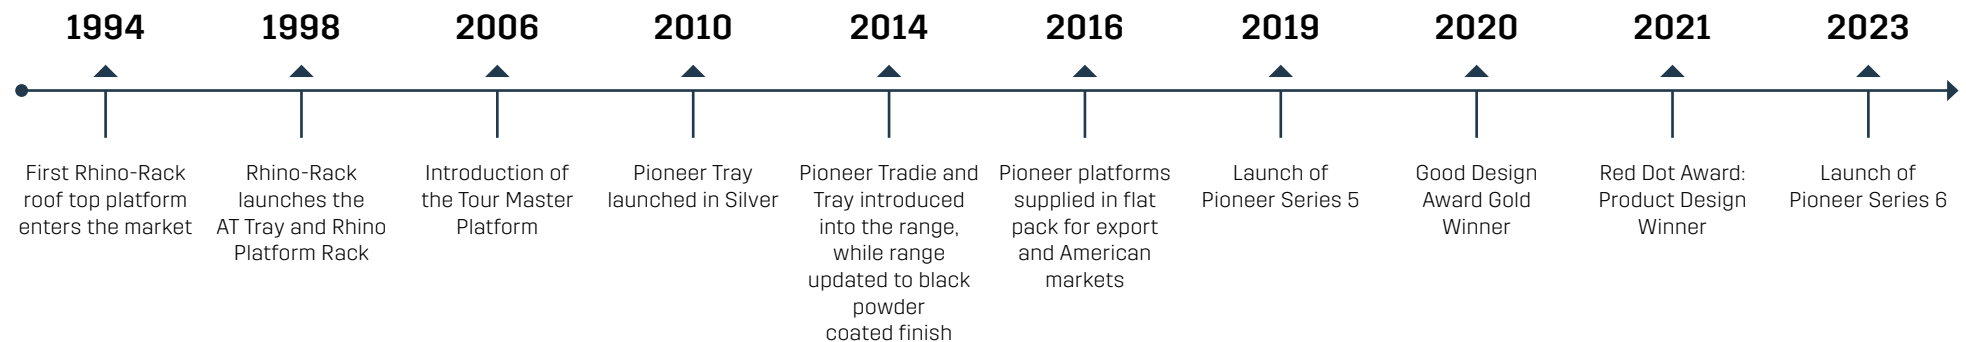 1994
First Rhino-Rack
roof top platform
enters the market
1998
Rhino-Rack
launches the
AT Tray and Rhino
Platform Rack
2006
Introduction of
the Tour Master
Platform
2010
Pioneer Tray
launched in Silver
2014
Pioneer Tradie and
Tray introduced
into the range,
while range
updated to black
powder
coated finish
2016
Pioneer platforms
supplied in flat
pack for export
and American
markets
2019
Launch of
Pioneer Series 5
2020
Good Design
Award Gold
Winner
2021
Red Dot Award:
Product Design
Winner
2023
Launch of
Pioneer Series 6